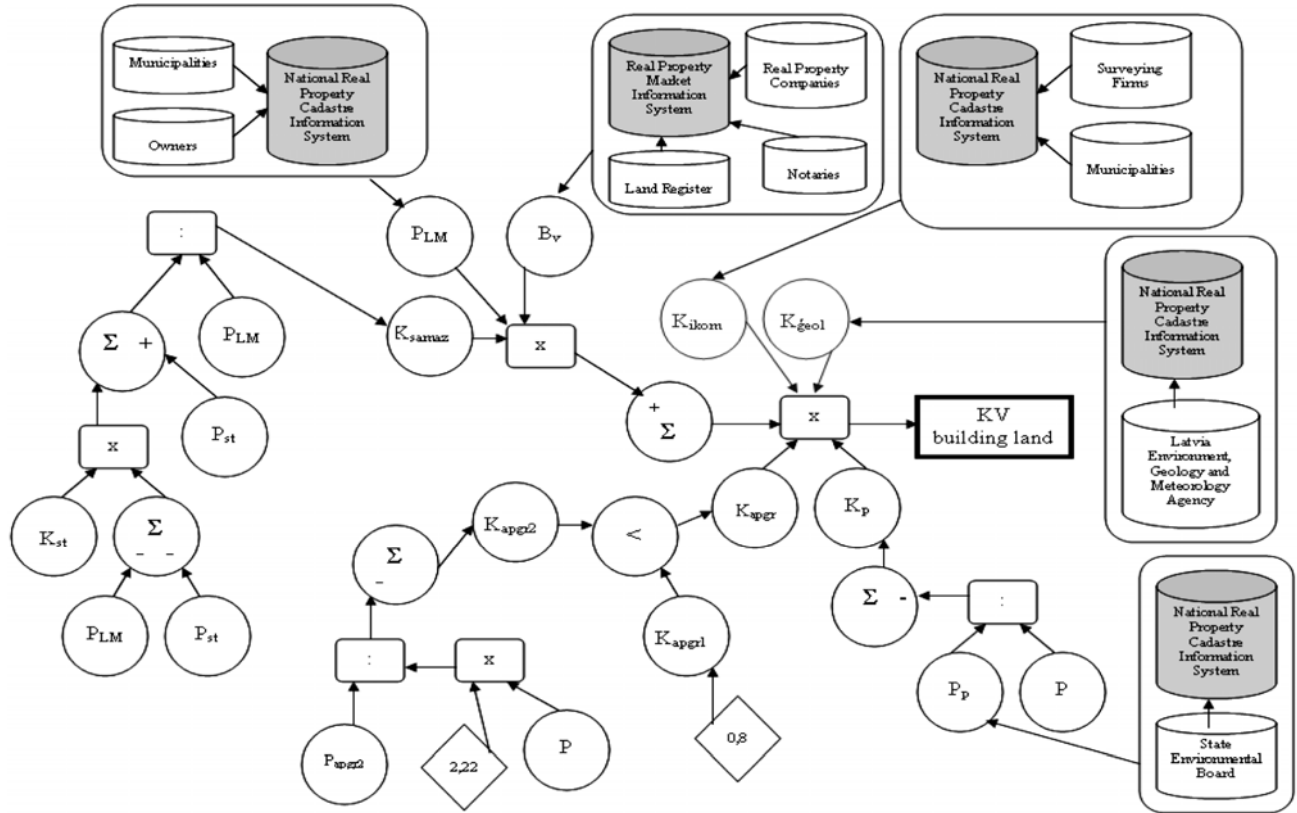 Municipalities
Owners
National Real
Property
Cadastre
Information
System
Real Property
Market
Information
System
Real Property
Companies
Land Register
Notaries
National Real
Property
Cadastre
Information
System
Surveying
Firms
Municipalities
:
PLM
Bv
Σ +
PLM
Ksamaz
x
Kikom
Kģeol
National Real
Property
Cadastre
Information
System
Latvia
Environment,
Geology and
Meteorology
Agency
x
Pst
+
Σ
x
KV
building land
Kst
Σ
- -
PLM
Pst
Σ
-
Kapgr2
<
Kapgr
Kp
Kapgr1
Σ -
:
:
x
Papgr2
2,22
P
0,8
Pp
P
National Real
Property
Cadastre
Information
System
State
Environmental
Board